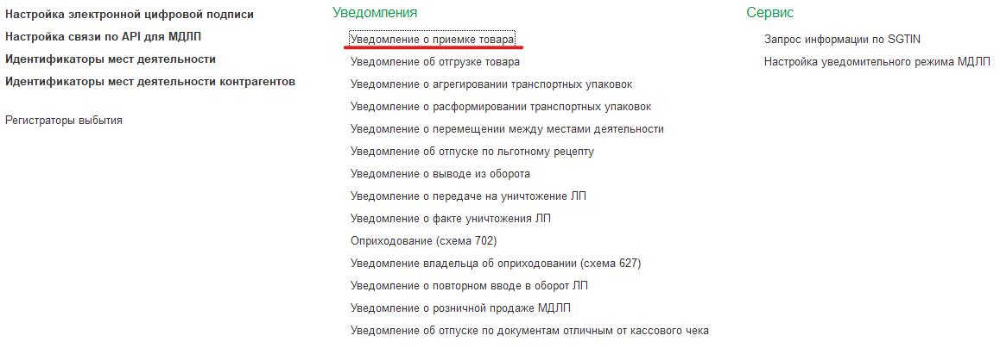 Настройка электронной цифровой подписи
Настройка связи по API для МДЛП
Идентификаторы мест деятельности
Идентификаторы мест деятельности контрагентов
Регистраторы выбытия
Уведомления
Уведомление о приемке товара
Уведомление об отгрузке товара
Уведомление о агрегировании транспортных упаковок
Уведомление о расформировании транспортных упаковок
Уведомление о перемещении между местами деятельности
Уведомление об отпуске по льготному рецепту
Уведомление о выводе из оборота
Уведомление о передаче на уничтожение ЛП
Уведомление о факте уничтожения ЛП
Оприходование (схема 702)
Уведомление владельца об оприходовании (схема 627)
Уведомление о повторном вводе в оборот ЛП
Уведомление о розничной продаже МДЛП
Уведомление об отпуске по документам отличным от кассового чека
Сервис
Запрос информации по SGTIN
Настройка уведомительного режима МДЛП